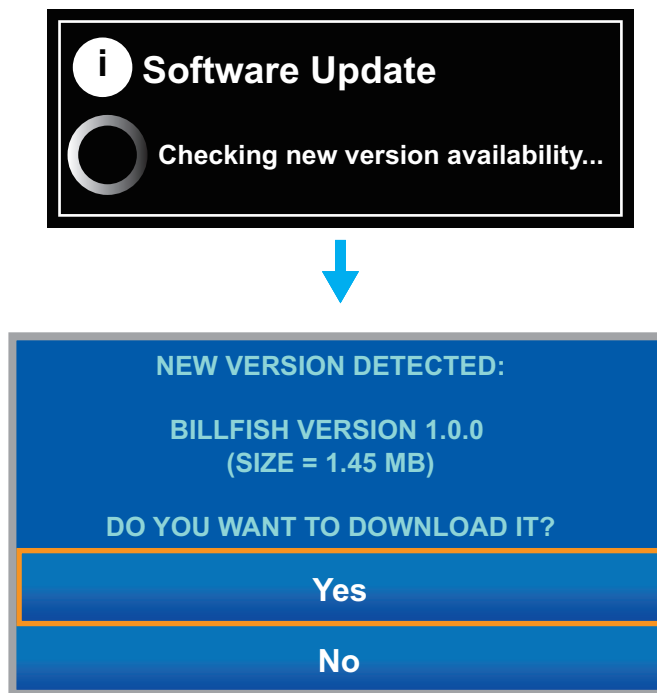 i Software Update
Checking new version availability...
NEW VERSION DETECTED:
BILLFISH VERSION 1.0.0
(SIZE = 1.45 MB)
DO YOU WANT TO DOWNLOAD IT?
Yes
No